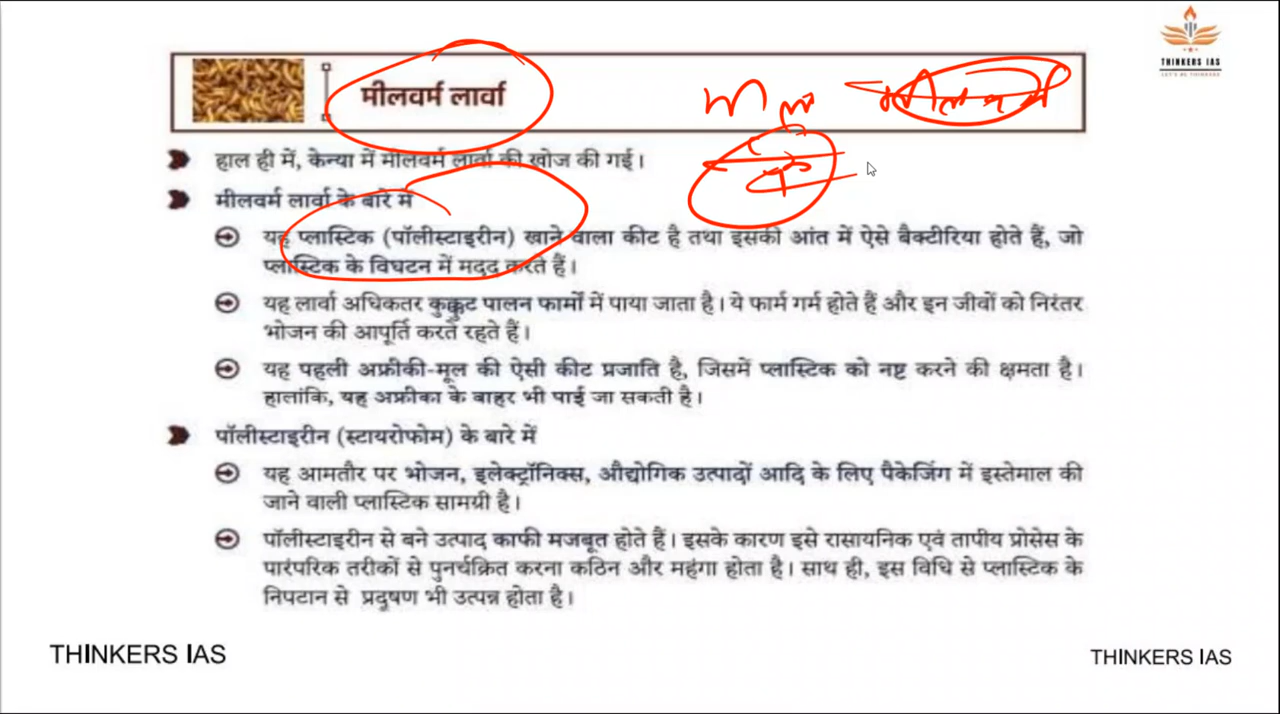 THINKERS IAS
LET'S BE THINKERS
मीलवर्म लार्वा
हाल ही में, केन्या में मीलवर्म लार्वा की खोज की गई।
मीलवर्म लार्वा के बारे में
यह प्लास्टिक (पॉलीस्टाइरीन) खाने वाला कीट है तथा इसकी आंत में ऐसे बैक्टीरिया होते हैं, जो
प्लास्टिक के विघटन में मदद करते हैं।
यह लार्वा अधिकतर कुक्कुट पालन फार्मों में पाया जाता है। ये फार्म गर्म होते हैं और इन जीवों को निरंतर
भोजन की आपूर्ति करते रहते हैं।
यह पहली अफ्रीकी-मूल की ऐसी कीट प्रजाति है, जिसमें प्लास्टिक को नष्ट करने की क्षमता है।
हालांकि, यह अफ्रीका के बाहर भी पाई जा सकती है।
पॉलीस्टाइरीन (स्टायरोफोम) के बारे में
यह आमतौर पर भोजन, इलेक्ट्रॉनिक्स, औद्योगिक उत्पादों आदि के लिए पैकेजिंग में इस्तेमाल की
जाने वाली प्लास्टिक सामग्री है।
पॉलीस्टाइरीन से बने उत्पाद काफी मजबूत होते हैं। इसके कारण इसे रासायनिक एवं तापीय प्रोसेस के
पारंपरिक तरीकों से पुनर्चक्रित करना कठिन और महंगा होता है। साथ ही, इस विधि से प्लास्टिक के
निपटान से प्रदूषण भी उत्पन्न होता है।
THINKERS IAS
THINKERS IAS